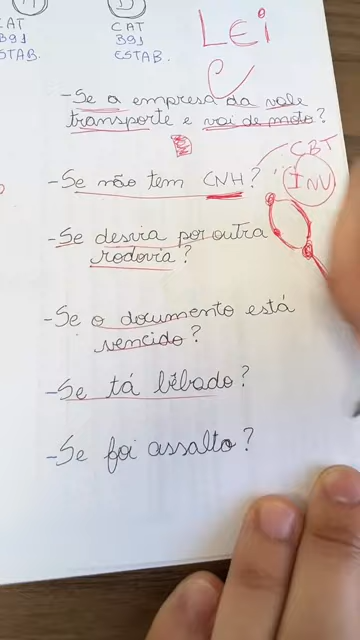 A D
CAT CAT
B91 B91
ESTAB. ESTAB.
LEi
-Se a empresa da vale
transporte e vai de moto?
CBT
-Se não tem CNH? INV
-Se desvia por outra
rodovia?
-Se o documento está
vencido?
-Se tá bêbado?
-Se foi assalto?